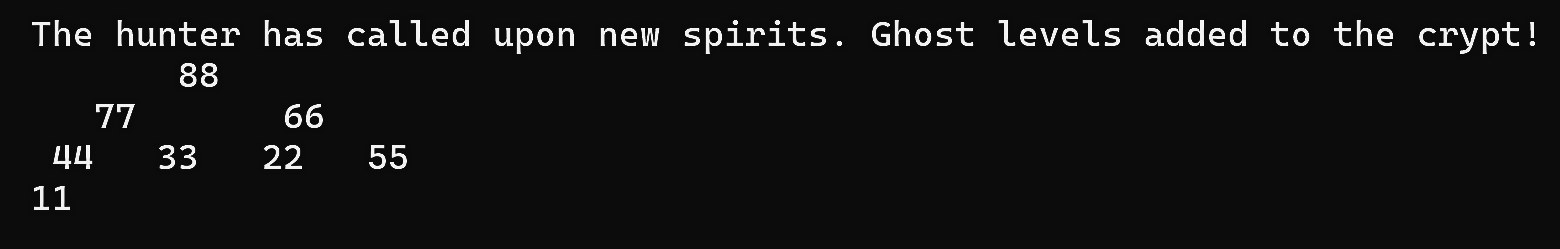 The hunter has called upon new spirits. Ghost levels added to the crypt!
       88
   77       66
 44   33   22   55
11